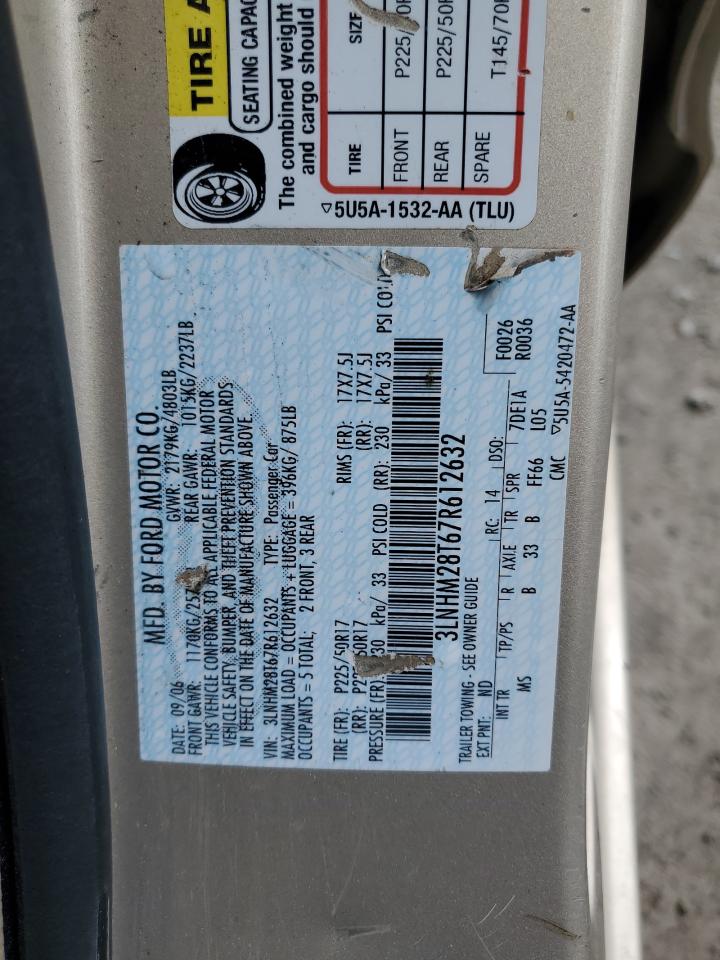 TIRE A
SEATING CAPAC
The combined weight
and cargo should
TIRE SIZE
FRONT P225/
REAR P225/50R
SPARE T145/70R
5U5A-1532-AA (TLU)
MFD. BY FORD MOTOR CO.
DATE: 09/06 GVWR: 2179KG/4803LB
FRONT GAWR: 1170KG/ REAR GAWR: 1015KG/2237LB
THIS VEHICLE CONFORMS TO ALL APPLICABLE FEDERAL MOTOR
VEHICLE SAFETY, BUMPER, AND THEFT PREVENTION STANDARDS
IN EFFECT ON THE DATE OF MANUFACTURE SHOWN ABOVE.
VIN: 3LNHM28T67R612632 TYPE: Passenger Car
MAXIMUM LOAD = OCCUPANTS + LUGGAGE = 396KG/ 875LB
OCCUPANTS = 5 TOTAL; 2 FRONT, 3 REAR
TIRE (FR): P225/50R17 RIMS (FR): 17X7.5J
(RR): 50R17 (RR): 17X7.5J
PRESSURE (FR) kPa/ 33 PSI COLD (RD): 230 kPa/ 33 PSI COLD
3LNHM28T67R612632
TRAILER TOWING - SEE OWNER GUIDE
EXT PNT: ND RC: 14 DSO: F0026
R0036
INT TR TP/PS R AXLE TR SPR 7DE1A
MS B 33 B FF66 L05
CMC 5U5A-5420472-AA